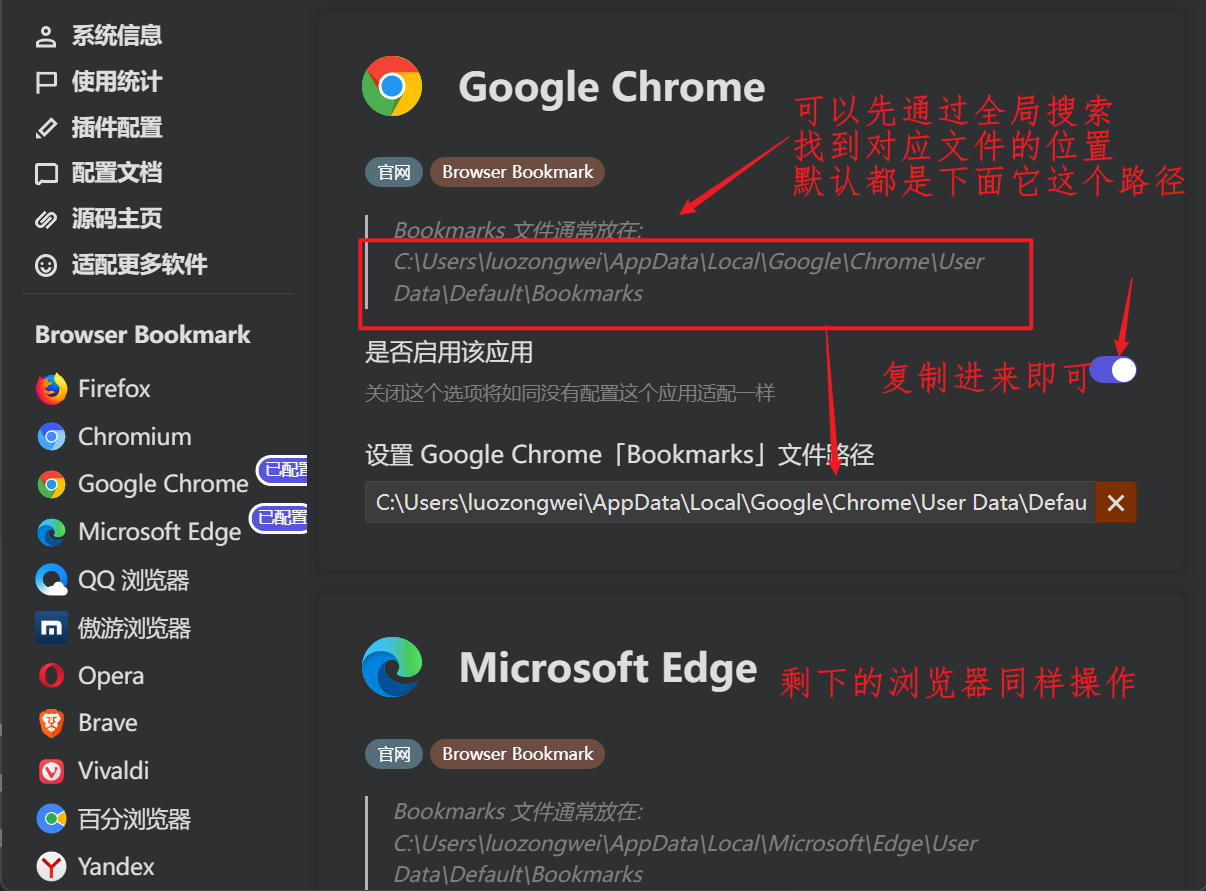 系统信息
使用统计
插件配置
配置文档
源码主页
适配更多软件
Browser Bookmark
Firefox
Chromium
Google Chrome
已配置
Microsoft Edge
已配置
QQ 浏览器
傲游浏览器
Opera
Brave
Vivaldi
百分浏览器
Yandex
Google Chrome
可以先通过全局搜索
找到对应文件的位置
默认都是下面它这个路径
官网
Browser Bookmark
Bookmarks 文件通常放在:
C:\Users\luozongwei\AppData\Local\Google\Chrome\User
Data\Default\Bookmarks
是否启用该应用
关闭这个选项将如同没有配置这个应用适配一样
复制进来即可
设置 Google Chrome「Bookmarks」文件路径
C:\Users\luozongwei\AppData\Local\Google\Chrome\User Data\Defau
Microsoft Edge
剩下的浏览器同样操作
官网
Browser Bookmark
Bookmarks 文件通常放在:
C:\Users\luozongwei\AppData\Local\Microsoft\Edge\User
Data\Default\Bookmarks